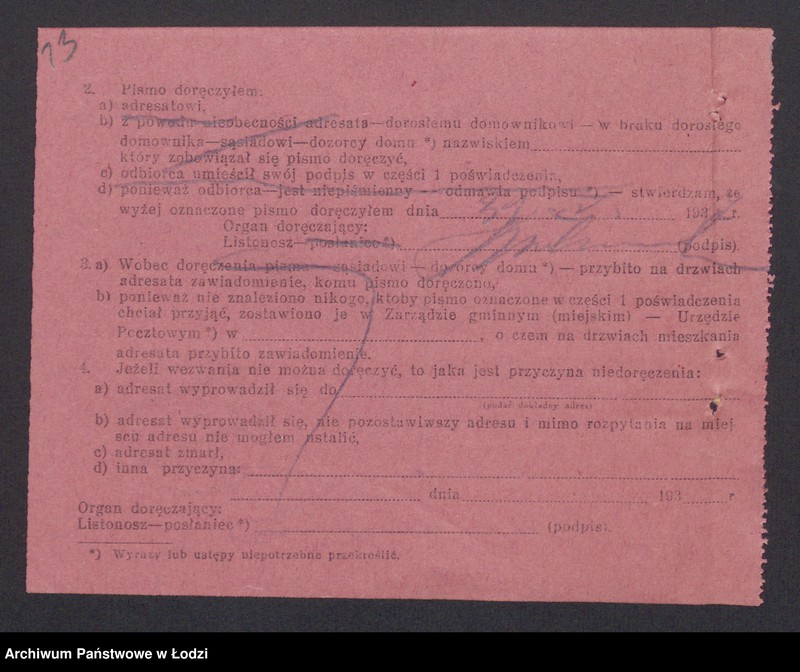 13
2. Pismo doręczyłem:
a) adresatowi,
b) z powodu nieobecności adresata—dorosłemu domownikowi — w braku dorosłego
domownika—sąsiadowi—dozorcy domu *) nazwiskiem
który zobowiązał się pismo doręczyć,
c) odbiorca umieścił swój podpis w części 1 poświadczenia,
d) ponieważ odbiorca—jest niepiśmienny — odmawia podpisu *) — stwierdzam, że
wyżej oznaczone pismo doręczyłem dnia 193 r.
Organ doręczający:
Listonosz—posłaniec *) (podpis).
3. a) Wobec doręczenia pisma — sąsiadowi — dozorcy domu *) — przybito na drzwiach
adresata zawiadomienie, komu pismo doręczono,
b) ponieważ nie znaleziono nikogo, ktoby pismo oznaczone w części 1 poświadczenia
chciał przyjąć, zostawiono je w Zarządzie gminnym (miejskim) — Urzędzie
Pocztowym *) w , o czem na drzwiach mieszkania
adresata przybito zawiadomienie.
4. Jeżeli wezwania nie można doręczyć, to jaka jest przyczyna niedoręczenia:
a) adresat wyprowadził się do
(podać dokładny adres)
b) adresat wyprowadził się, nie pozostawiwszy adresu i mimo rozpytania na miej
scu adresu nie mogłem ustalić,
c) adresat zmarł,
d) inna przyczyna:
dnia 193 r
Organ doręczający:
Listonosz—posłaniec *) (podpis).
*) Wyrazy lub ustępy niepotrzebne przekreślić.
Archiwum Państwowe w Łodzi